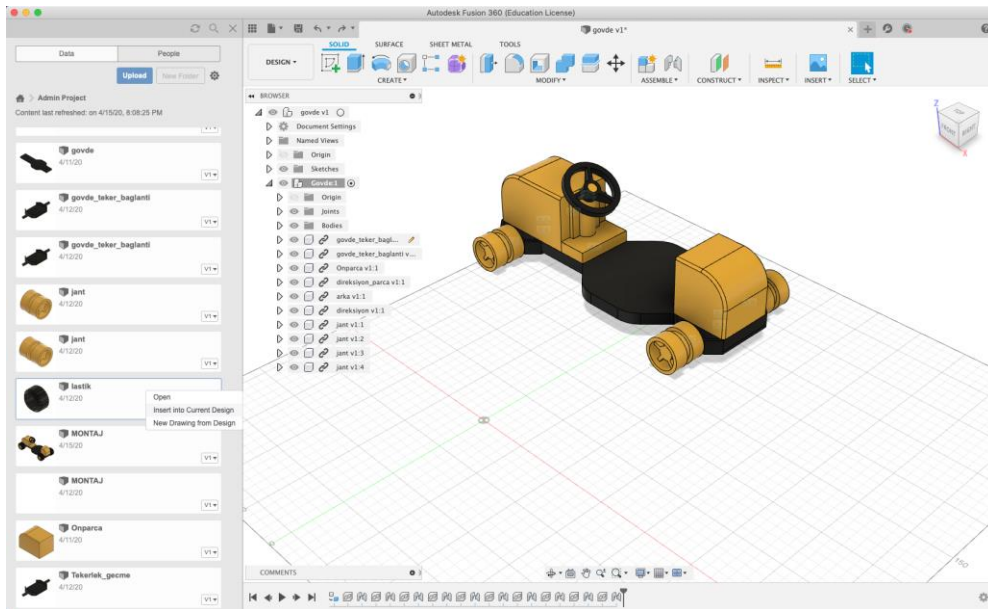 Autodesk Fusion 360 (Education License)
Data People
Upload New Folder
Admin Project
Content last refreshed: on 4/15/20, 8:08:25 PM
V1
govde
4/11/20
V1
govde_teker_baglanti
4/12/20
V1
govde_teker_baglanti
4/12/20
V1
jant
4/12/20
V1
jant
4/12/20
V1
lastik
4/12/20
Open
Insert into Current Design
New Drawing from Design
MONTAJ
4/15/20
V1
MONTAJ
4/12/20
V1
Onparca
4/11/20
V1
Tekerlek_gecme
4/12/20
V1
govde v1*
DESIGN
SOLID SURFACE SHEET METAL TOOLS
CREATE MODIFY ASSEMBLE CONSTRUCT INSPECT INSERT SELECT
BROWSER
govde v1
Document Settings
Named Views
Origin
Sketches
Govde:1
Origin
Joints
Bodies
govde_teker_bagl...
govde_teker_baglanti v...
Onparca v1:1
direksiyon_parca v1:1
arka v1:1
direksiyon v1:1
jant v1:1
jant v1:2
jant v1:3
jant v1:4
Z
FRONT RIGHT
X
150
COMMENTS